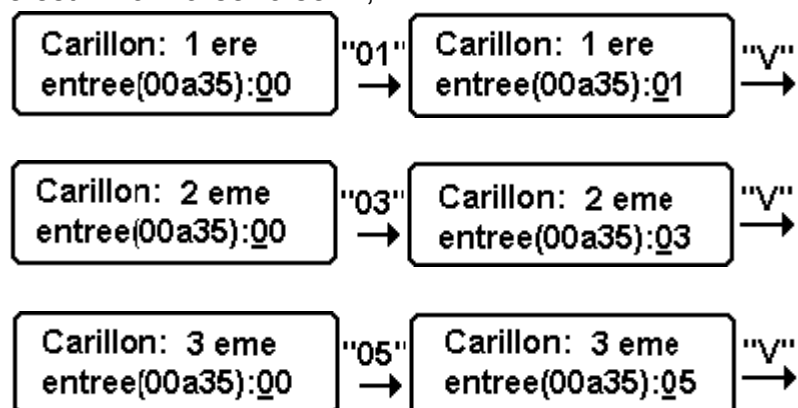 Carillon: 1 ere "01" Carillon: 1 ere "V"
entree(00a35):00 entree(00a35):01
Carillon: 2 eme "03" Carillon: 2 eme "V"
entree(00a35):00 entree(00a35):03
Carillon: 3 eme "05" Carillon: 3 eme "V"
entree(00a35):00 entree(00a35):05